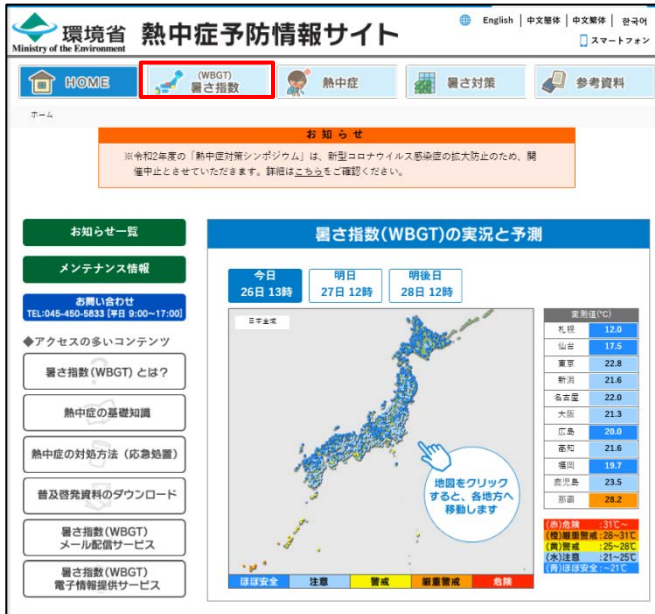 環境省
Ministry of the Environment
熱中症予防情報サイト
English | 中文簡体 | 中文繁体 | 한국어
スマートフォン
HOME
(WBGT)
暑さ指数
熱中症
暑さ対策
参考資料
ホーム
お知らせ
※令和2年度の「熱中症対策シンポジウム」は、新型コロナウイルス感染症の拡大防止のため、開
催中止とさせていただきます。詳細はこちらをご確認ください。
お知らせ一覧
メンテナンス情報
お問い合わせ
TEL:045-450-5833 [平日 9:00~17:00]
◆アクセスの多いコンテンツ
暑さ指数(WBGT) とは?
熱中症の基礎知識
熱中症の対処方法（応急処置）
普及啓発資料のダウンロード
暑さ指数(WBGT)
メール配信サービス
暑さ指数(WBGT)
電子情報提供サービス
暑さ指数(WBGT)の実況と予測
今日
26日 13時
明日
27日 12時
明後日
28日 12時
日本全域
地図をクリック
すると、各地方へ
移動します
ほぼ安全 注意 警戒 厳重警戒 危険
実測値(℃)
札幌 12.0
仙台 17.5
東京 22.8
新潟 21.6
名古屋 22.0
大阪 21.3
広島 20.0
高知 21.6
福岡 19.7
鹿児島 23.5
那覇 28.2
(赤)危険 :31℃~
(橙)厳重警戒:28~31℃
(黄)警戒 :25~28℃
(水)注意 :21~25℃
(青)ほぼ安全:~21℃